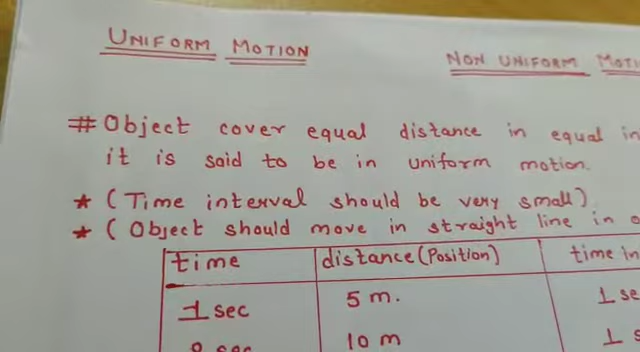 UNIFORM MOTION
NON UNIFORM
# Object cover equal distance in equal in
it is said to be in uniform motion.
★ (Time interval should be very small)
★ (Object should move in straight line in
time distance (Position) time in
1 sec 5 m. 1 se
10 m 1 s